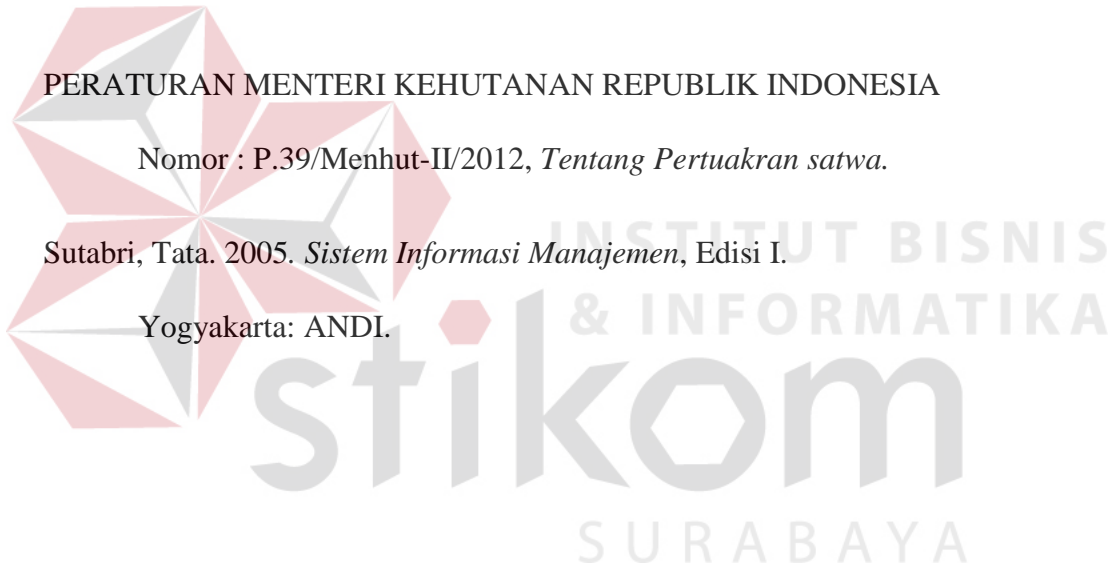 PERATURAN MENTERI KEHUTANAN REPUBLIK INDONESIA
Nomor : P.39/Menhut-II/2012, Tentang Pertuakran satwa.
Sutabri, Tata. 2005. Sistem Informasi Manajemen, Edisi I.
Yogyakarta: ANDI.
INSTITUT BISNIS
& INFORMATIKA
stikom
SURABAYA